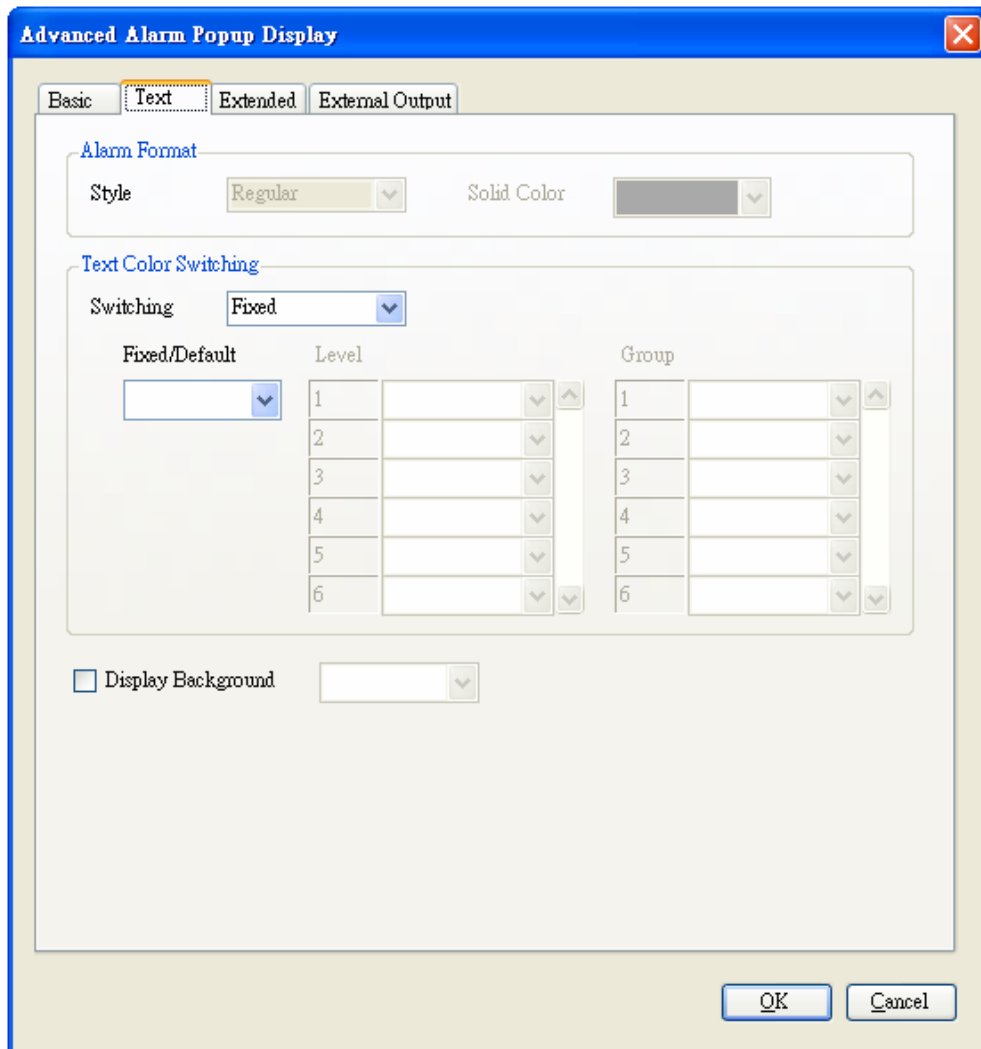 Advanced Alarm Popup Display
Basic Text Extended External Output
Alarm Format
Style Regular Solid Color
Text Color Switching
Switching Fixed
Fixed/Default Level Group
1 1
2 2
3 3
4 4
5 5
6 6
Display Background
OK Cancel